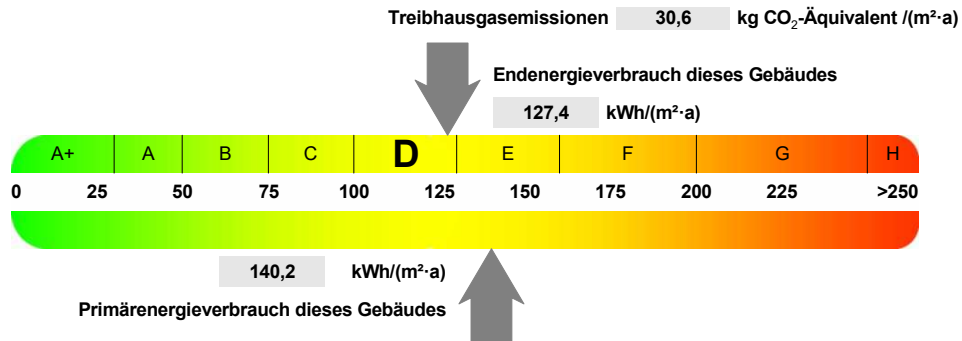 Treibhausgasemissionen 30,6 kg CO₂-Äquivalent /(m²·a)
Endenergieverbrauch dieses Gebäudes
127,4 kWh/(m²·a)
A+ A B C D E F G H
0 25 50 75 100 125 150 175 200 225 >250
140,2 kWh/(m²·a)
Primärenergieverbrauch dieses Gebäudes